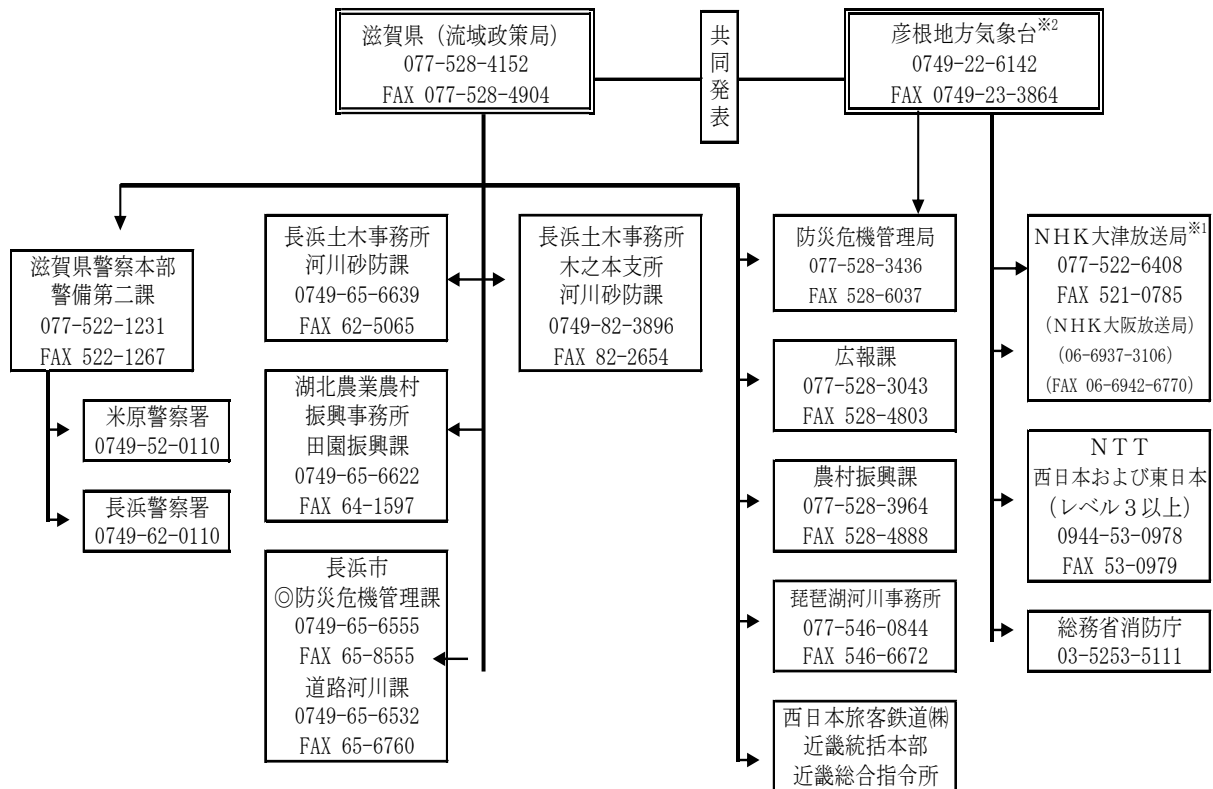 滋賀県（流域政策局）
077-528-4152
FAX 077-528-4904
共同発表
彦根地方気象台※2
0749-22-6142
FAX 0749-23-3864
滋賀県警察本部
警備第二課
077-522-1231
FAX 522-1267
米原警察署
0749-52-0110
長浜警察署
0749-62-0110
長浜土木事務所
河川砂防課
0749-65-6639
FAX 62-5065
湖北農業農村
振興事務所
田園振興課
0749-65-6622
FAX 64-1597
長浜市
◎防災危機管理課
0749-65-6555
FAX 65-8555
道路河川課
0749-65-6532
FAX 65-6760
長浜土木事務所
木之本支所
河川砂防課
0749-82-3896
FAX 82-2654
防災危機管理局
077-528-3436
FAX 528-6037
広報課
077-528-3043
FAX 528-4803
農村振興課
077-528-3964
FAX 528-4888
琵琶湖河川事務所
077-546-0844
FAX 546-6672
西日本旅客鉄道㈱
近畿統括本部
近畿総合指令所
ＮＨＫ大津放送局※1
077-522-6408
FAX 521-0785
（ＮＨＫ大阪放送局）
(06-6937-3106)
(FAX 06-6942-6770)
ＮＴＴ
西日本および東日本
（レベル３以上）
0944-53-0978
FAX 53-0979
総務省消防庁
03-5253-5111